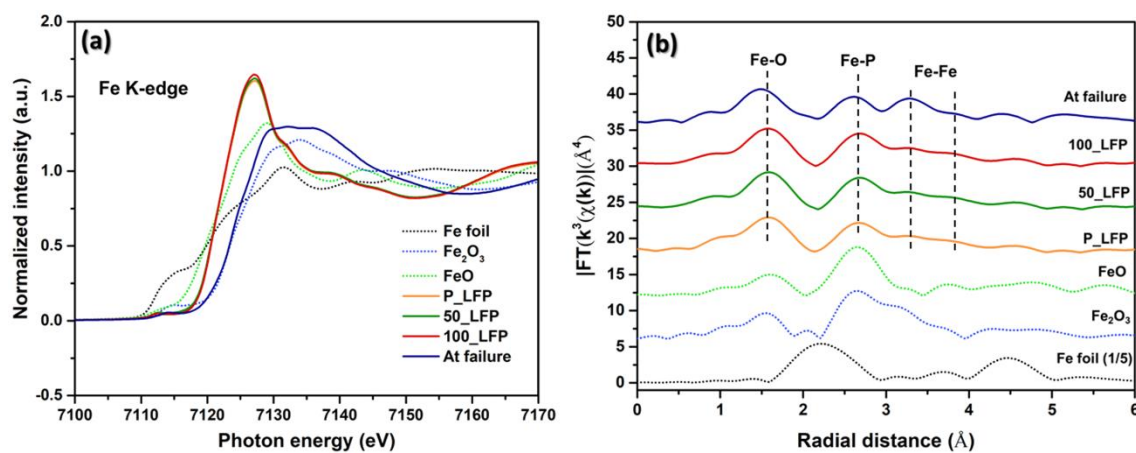 (a)
Fe K-edge
Normalized intensity (a.u.)
2.0
1.5
1.0
0.5
0.0
-0.5
Fe foil
Fe₂O₃
FeO
P_LFP
50_LFP
100_LFP
At failure
7100 7110 7120 7130 7140 7150 7160 7170
Photon energy (eV)
(b)
|FT(k³(χ(k))|(Å⁴)
50
45
40
35
30
25
20
15
10
5
0
Fe-O Fe-P Fe-Fe
At failure
100_LFP
50_LFP
P_LFP
FeO
Fe₂O₃
Fe foil (1/5)
0 1 2 3 4 5 6
Radial distance (Å)